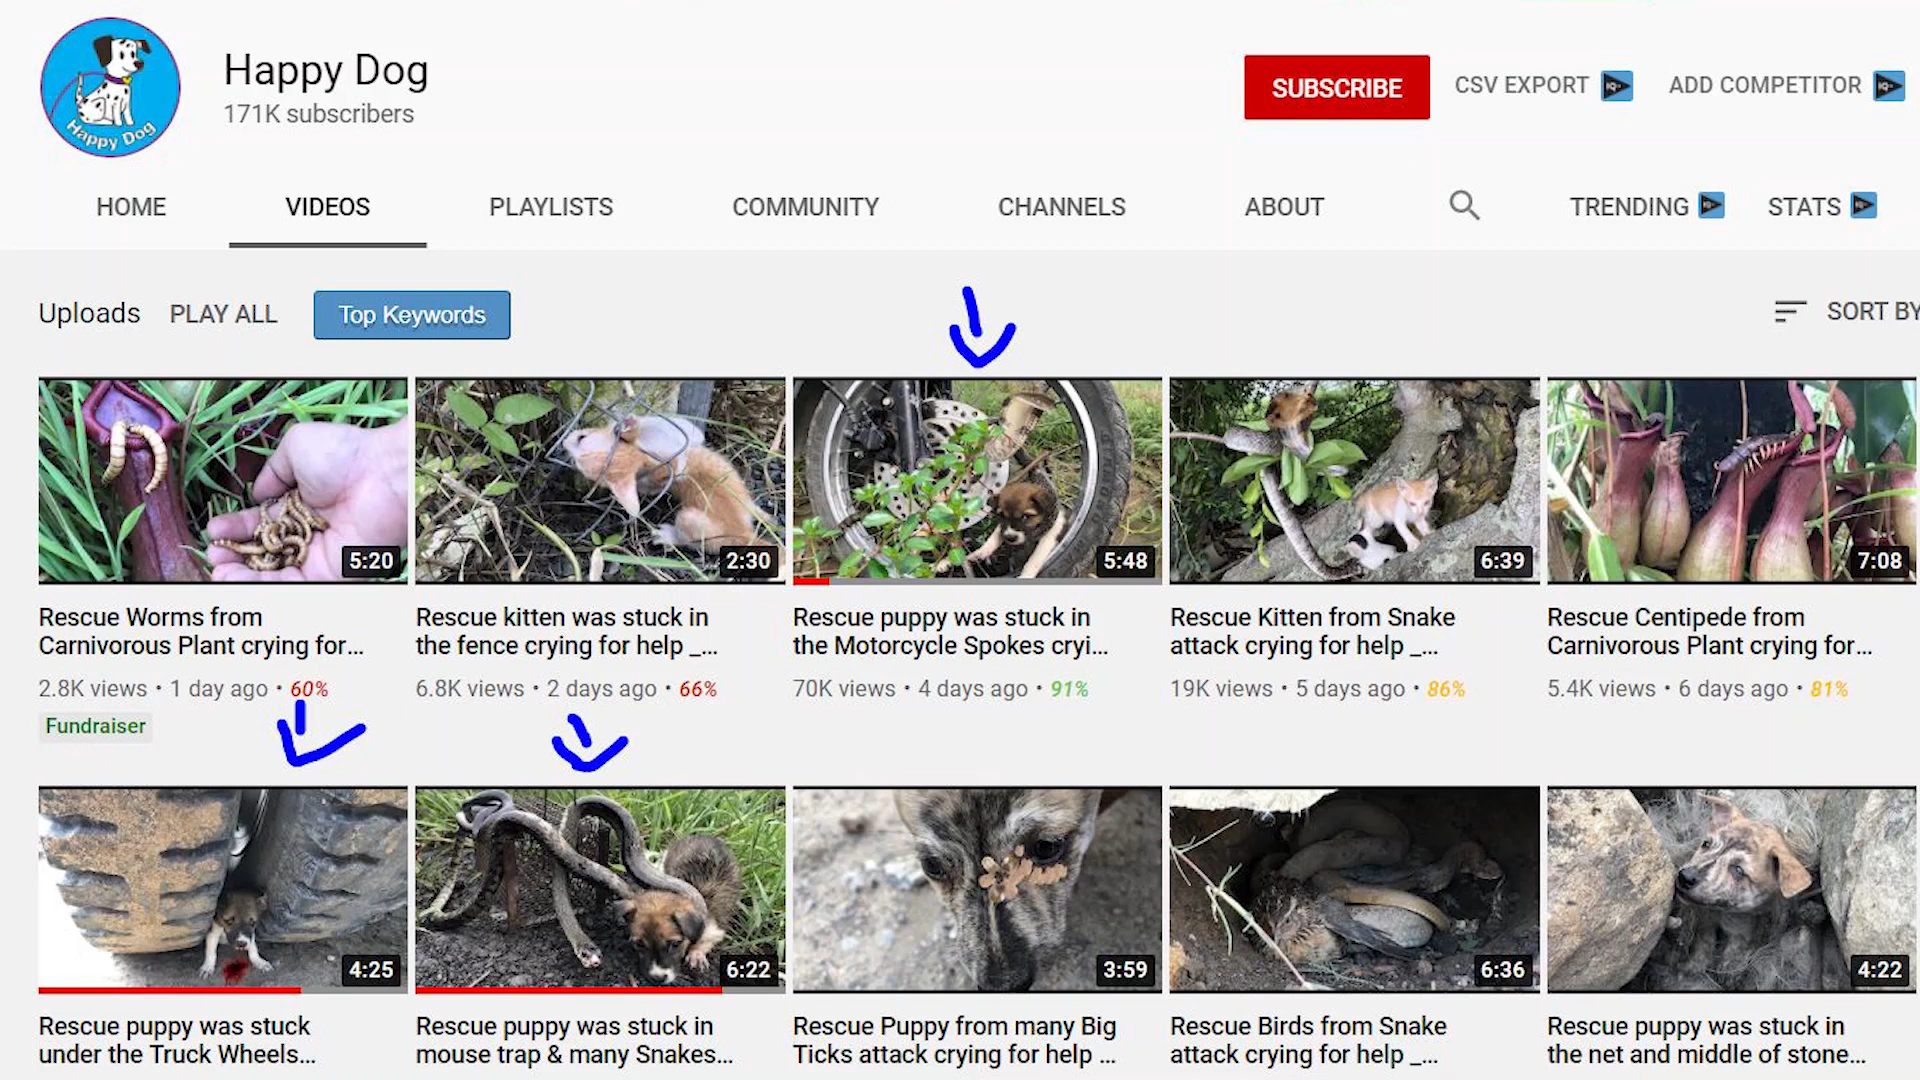 Happy Dog
Happy Dog
171K subscribers
SUBSCRIBE
CSV EXPORT
ADD COMPETITOR
HOME
VIDEOS
PLAYLISTS
COMMUNITY
CHANNELS
ABOUT
TRENDING
STATS
Uploads
PLAY ALL
Top Keywords
SORT BY
5:20
2:30
5:48
6:39
7:08
Rescue Worms from
Carnivorous Plant crying for...
2.8K views • 1 day ago • 60%
Fundraiser
Rescue kitten was stuck in
the fence crying for help _...
6.8K views • 2 days ago • 66%
Rescue puppy was stuck in
the Motorcycle Spokes cryi...
70K views • 4 days ago • 91%
Rescue Kitten from Snake
attack crying for help _...
19K views • 5 days ago • 86%
Rescue Centipede from
Carnivorous Plant crying for...
5.4K views • 6 days ago • 81%
4:25
6:22
3:59
6:36
4:22
Rescue puppy was stuck
under the Truck Wheels...
Rescue puppy was stuck in
mouse trap & many Snakes...
Rescue Puppy from many Big
Ticks attack crying for help ...
Rescue Birds from Snake
attack crying for help _...
Rescue puppy was stuck in
the net and middle of stone...